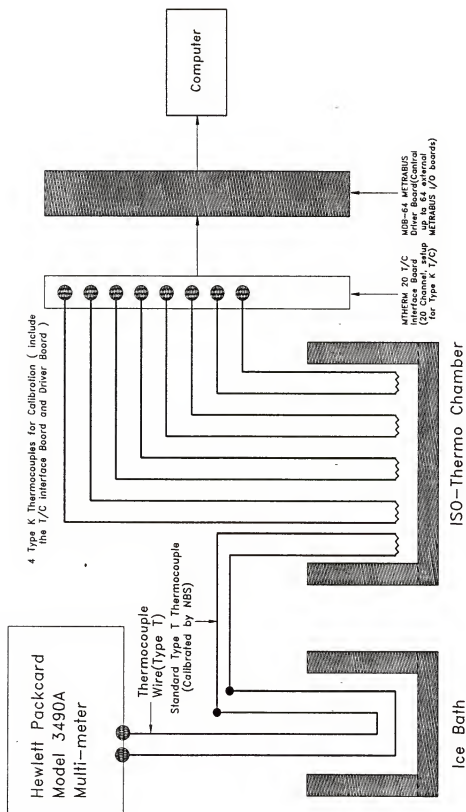 Hewlett Packcard
Model 3490A
Multi-meter
Thermocouple
Wire(Type T)
Standard Type T Thermocouple
(Calibrated by NBS)
Ice Bath
4 Type K Thermocouples for Calibration ( include
the T/C Interface Board and Driver Board )
ISO-Thermo Chamber
MTHERM 20 T/C
Interface Board
(20 Channel, setup
for Type K T/C)
MDB-64 METRABUS
Driver Board(Control
up to 64 external
METRABUS I/O boards)
Computer